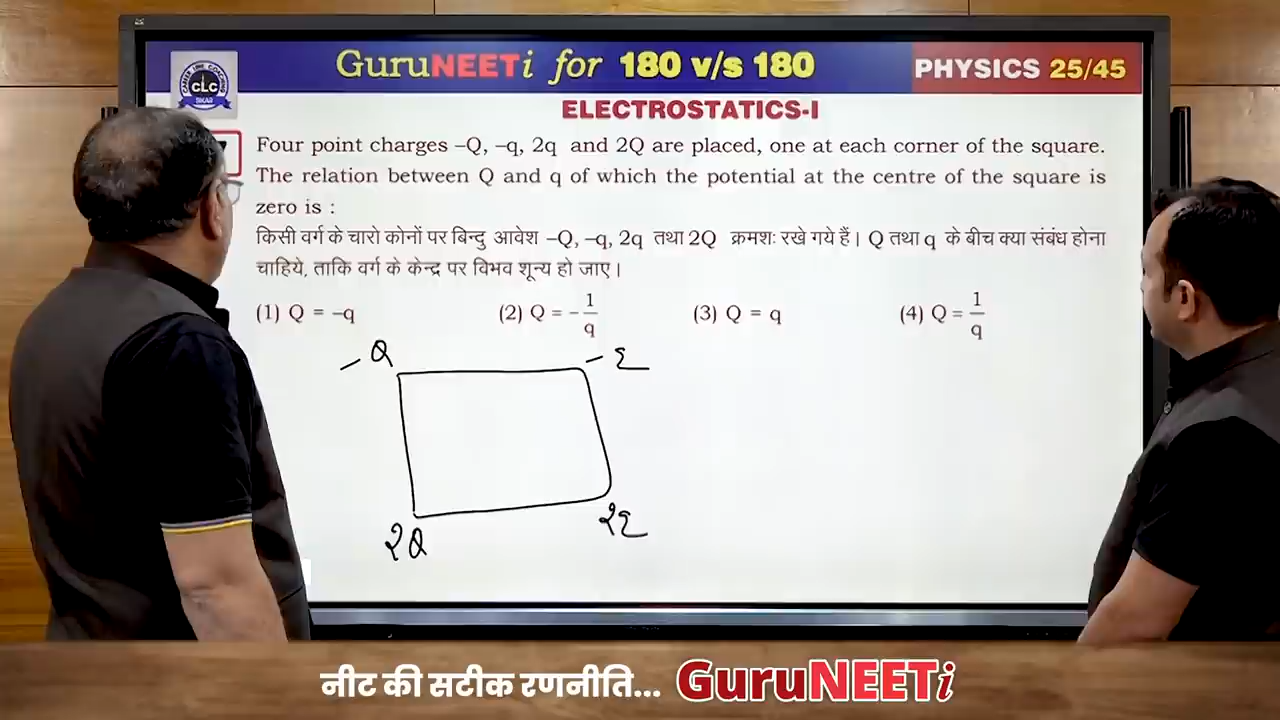 GuruNEETi for 180 v/s 180
PHYSICS 25/45
CLC
SIKAR
ELECTROSTATICS-I
Four point charges –Q, –q, 2q and 2Q are placed, one at each corner of the square.
The relation between Q and q of which the potential at the centre of the square is
zero is :
किसी वर्ग के चारो कोनों पर बिन्दु आवेश –Q, –q, 2q तथा 2Q क्रमशः रखे गये हैं। Q तथा q के बीच क्या संबंध होना
चाहिये, ताकि वर्ग के केन्द्र पर विभव शून्य हो जाए।
(1) Q = –q (2) Q = -1/q (3) Q = q (4) Q = 1/q
–Q –q
2Q 2q
नीट की सटीक रणनीति... GuruNEETi